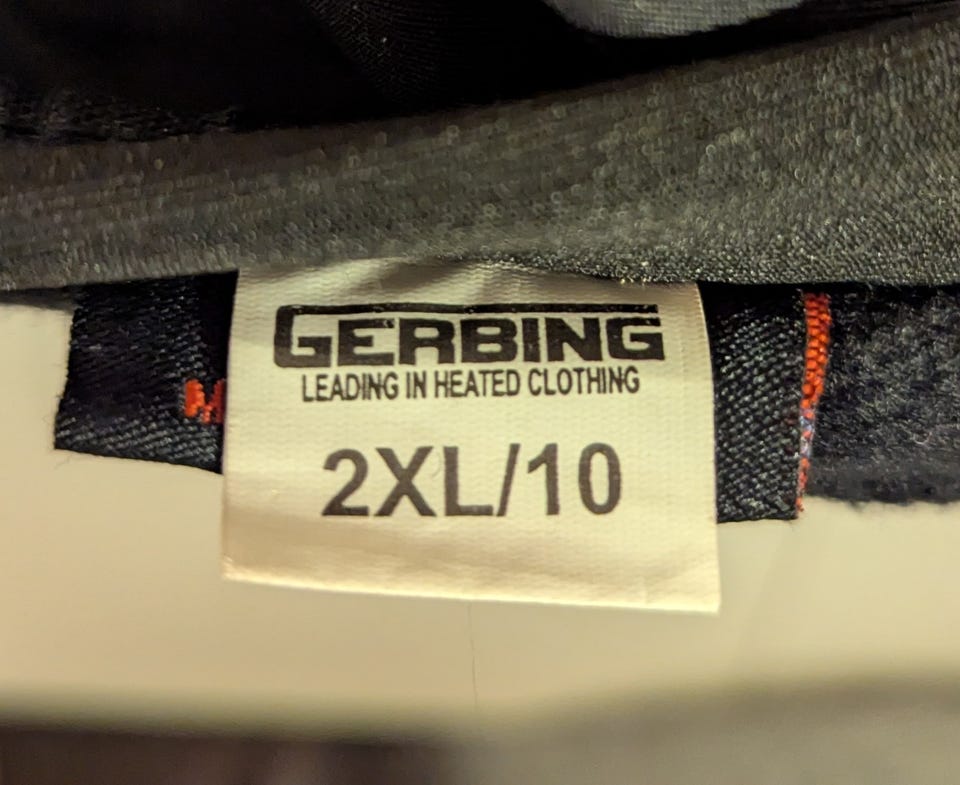 GERBING
LEADING IN HEATED CLOTHING
2XL/10